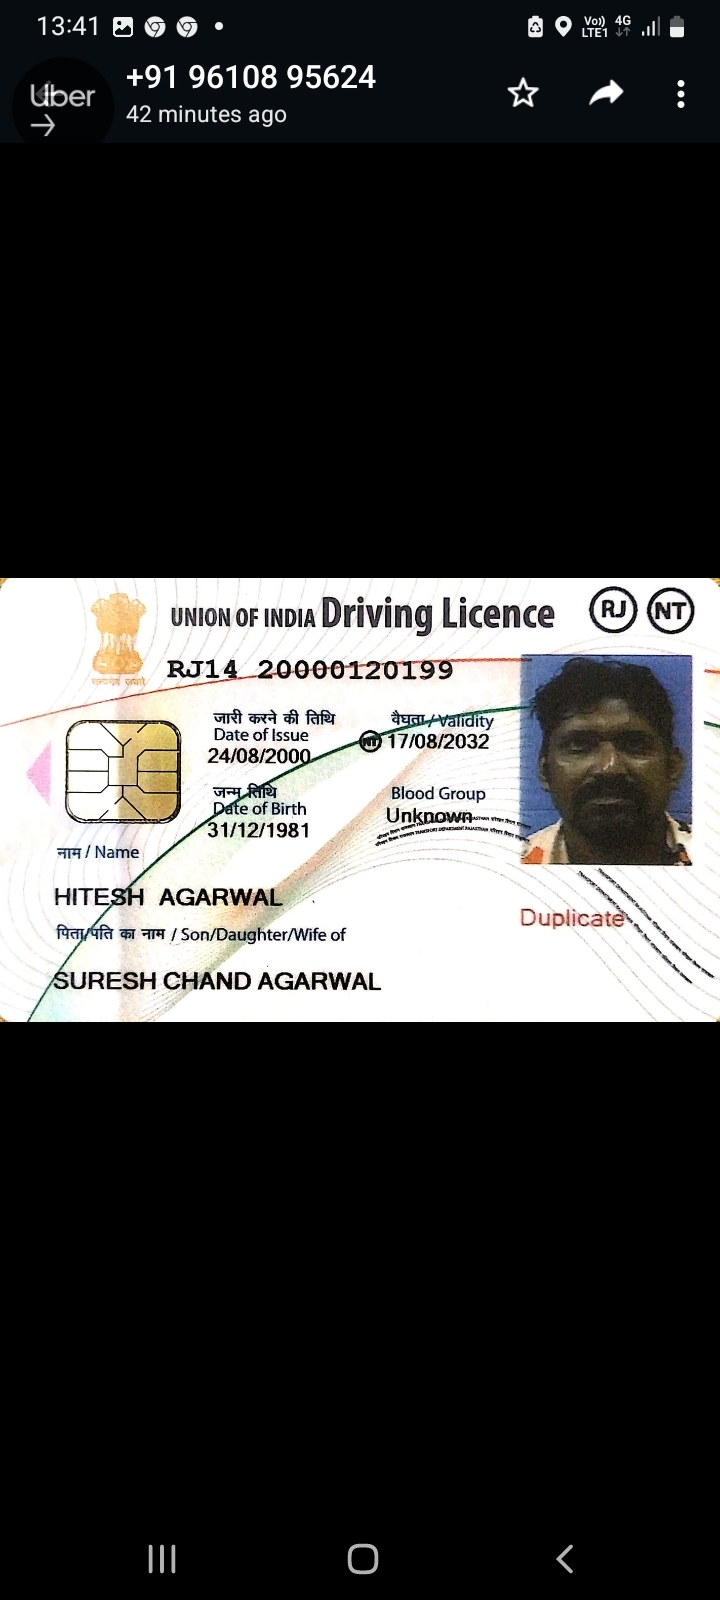 13:41
Vo)) 4G
LTE1
Uber
+91 96108 95624
42 minutes ago
UNION OF INDIA Driving Licence RJ NT
RJ14 20000120199
सत्यमेव जयते
जारी करने की तिथि
Date of Issue
24/08/2000
वैधता / Validity
NT 17/08/2032
जन्म तिथि
Date of Birth
31/12/1981
Blood Group
Unknown
नाम / Name
HITESH AGARWAL
Duplicate
पिता/पति का नाम / Son/Daughter/Wife of
SURESH CHAND AGARWAL